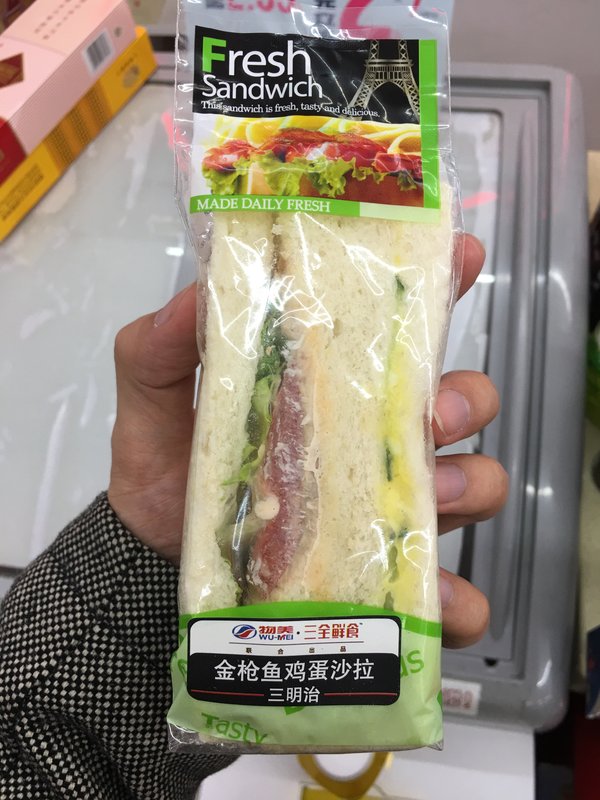 Fresh
Sandwich
This sandwich is fresh, tasty and delicious.
MADE DAILY FRESH
物美·三全鲜食
WU-MEI
联合出品
金枪鱼鸡蛋沙拉
三明治
Tasty